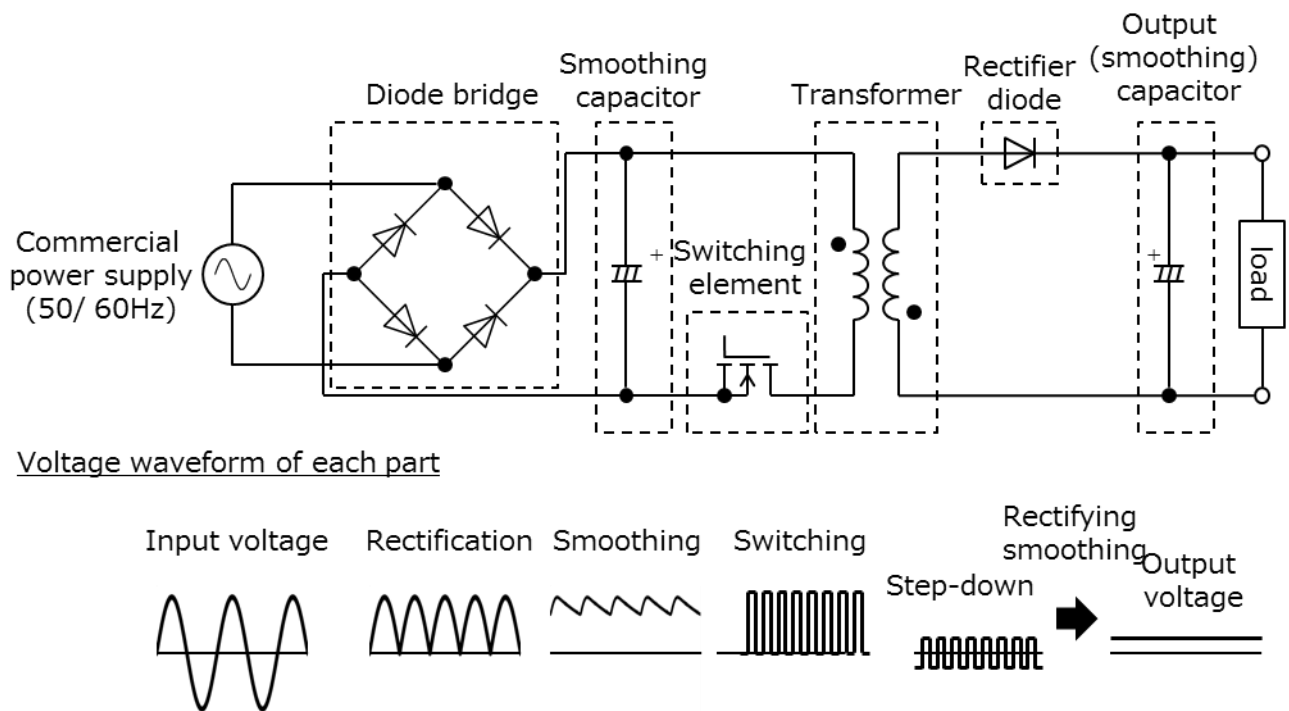 Output
(smoothing)
capacitor
Smoothing
capacitor
Rectifier
diode
Diode bridge
Transformer
Commercial
power supply
(50/ 60Hz)
+
Switching
element
+
load
Voltage waveform of each part
Input voltage
Rectification
Smoothing
Switching
Step-down
Rectifying
smoothing
Output
voltage